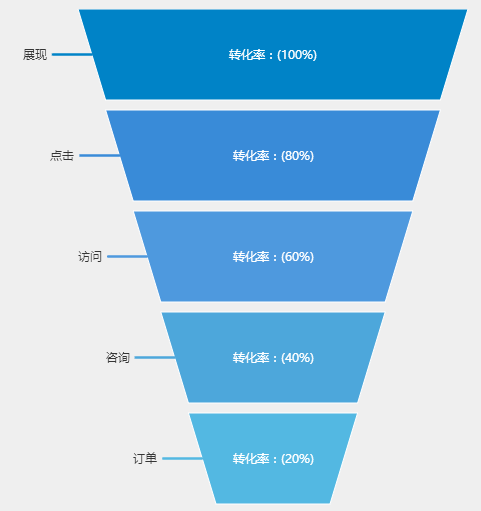 展现
转化率：(100%)
点击
转化率：(80%)
访问
转化率：(60%)
咨询
转化率：(40%)
订单
转化率：(20%)